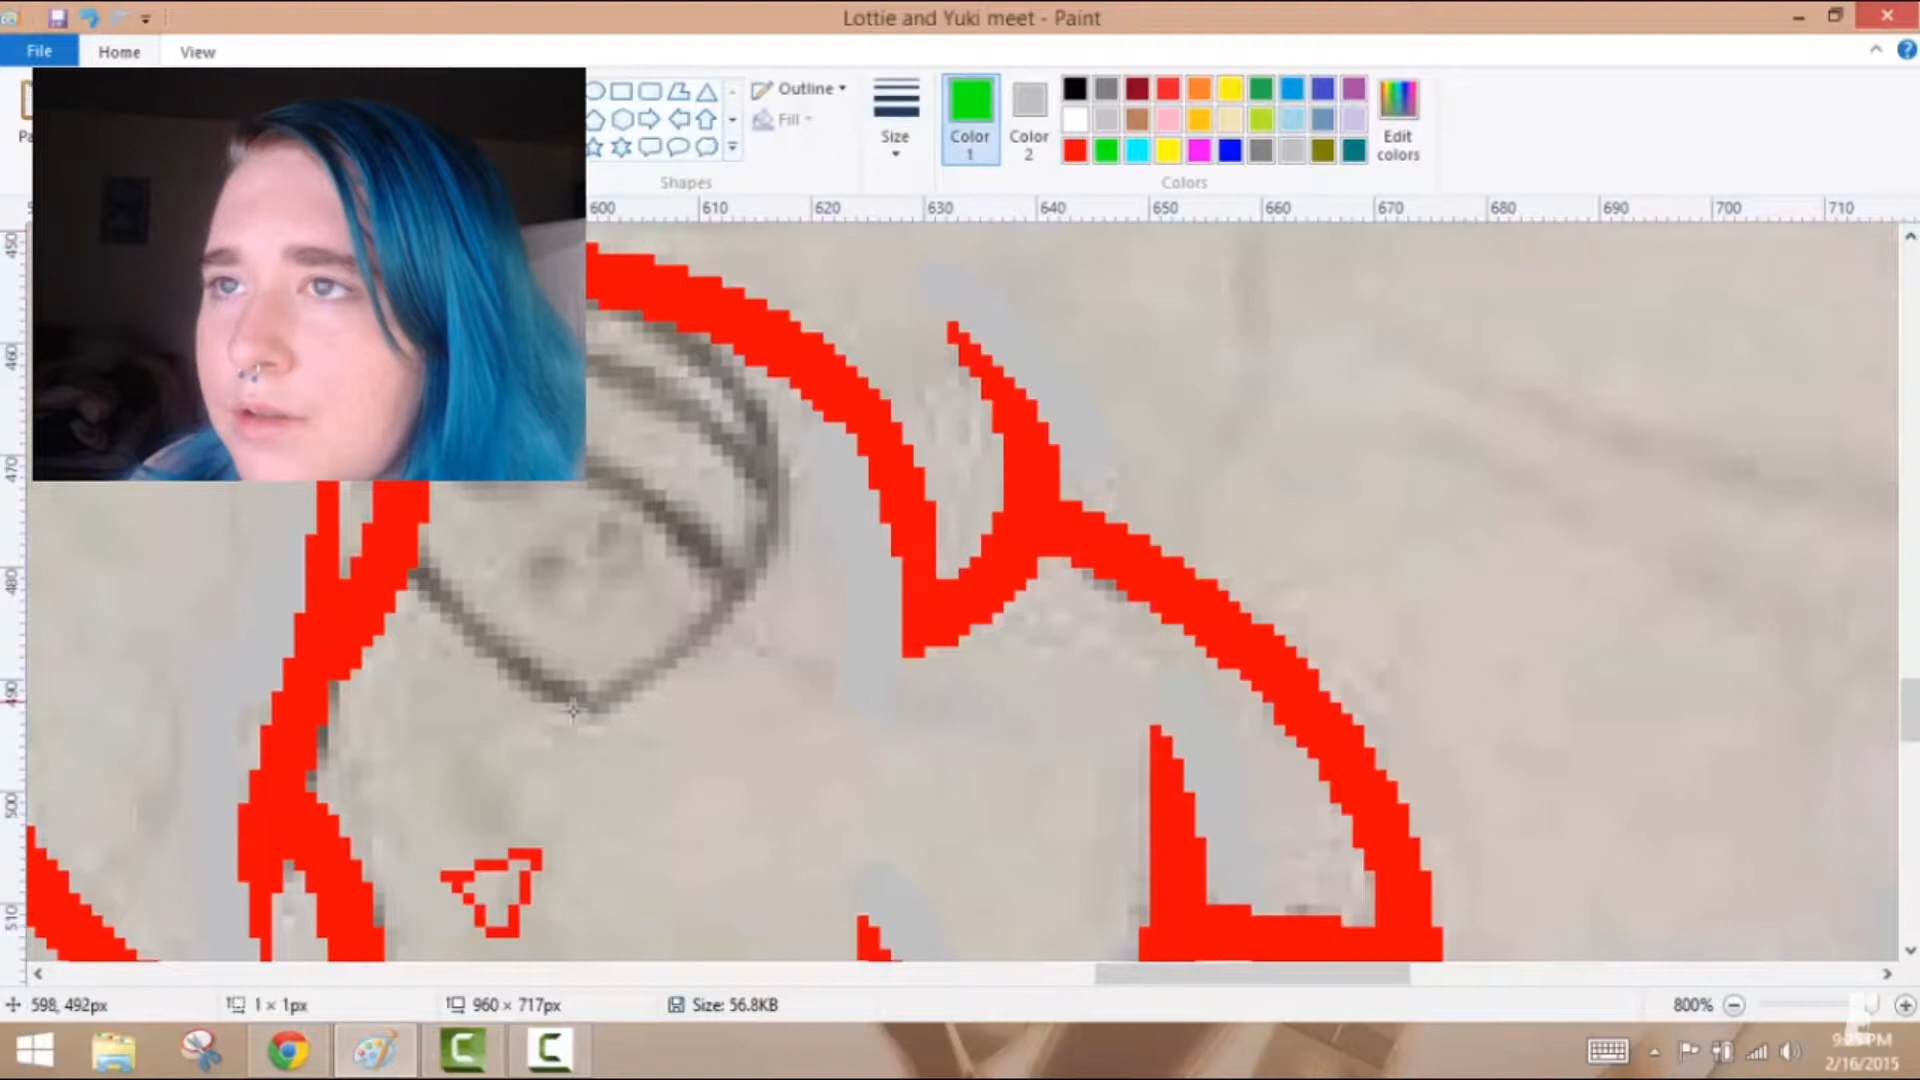 Lottie and Yuki meet - Paint
File Home View
Pa
Outline
Fill
Size
Color 1
Color 2
Edit colors
Shapes
Colors
600 610 620 630 640 650 660 670 680 690 700 710
450
460
470
480
490
500
510
598, 492px
1 × 1px
960 × 717px
Size: 56.8KB
800%
2/16/2015